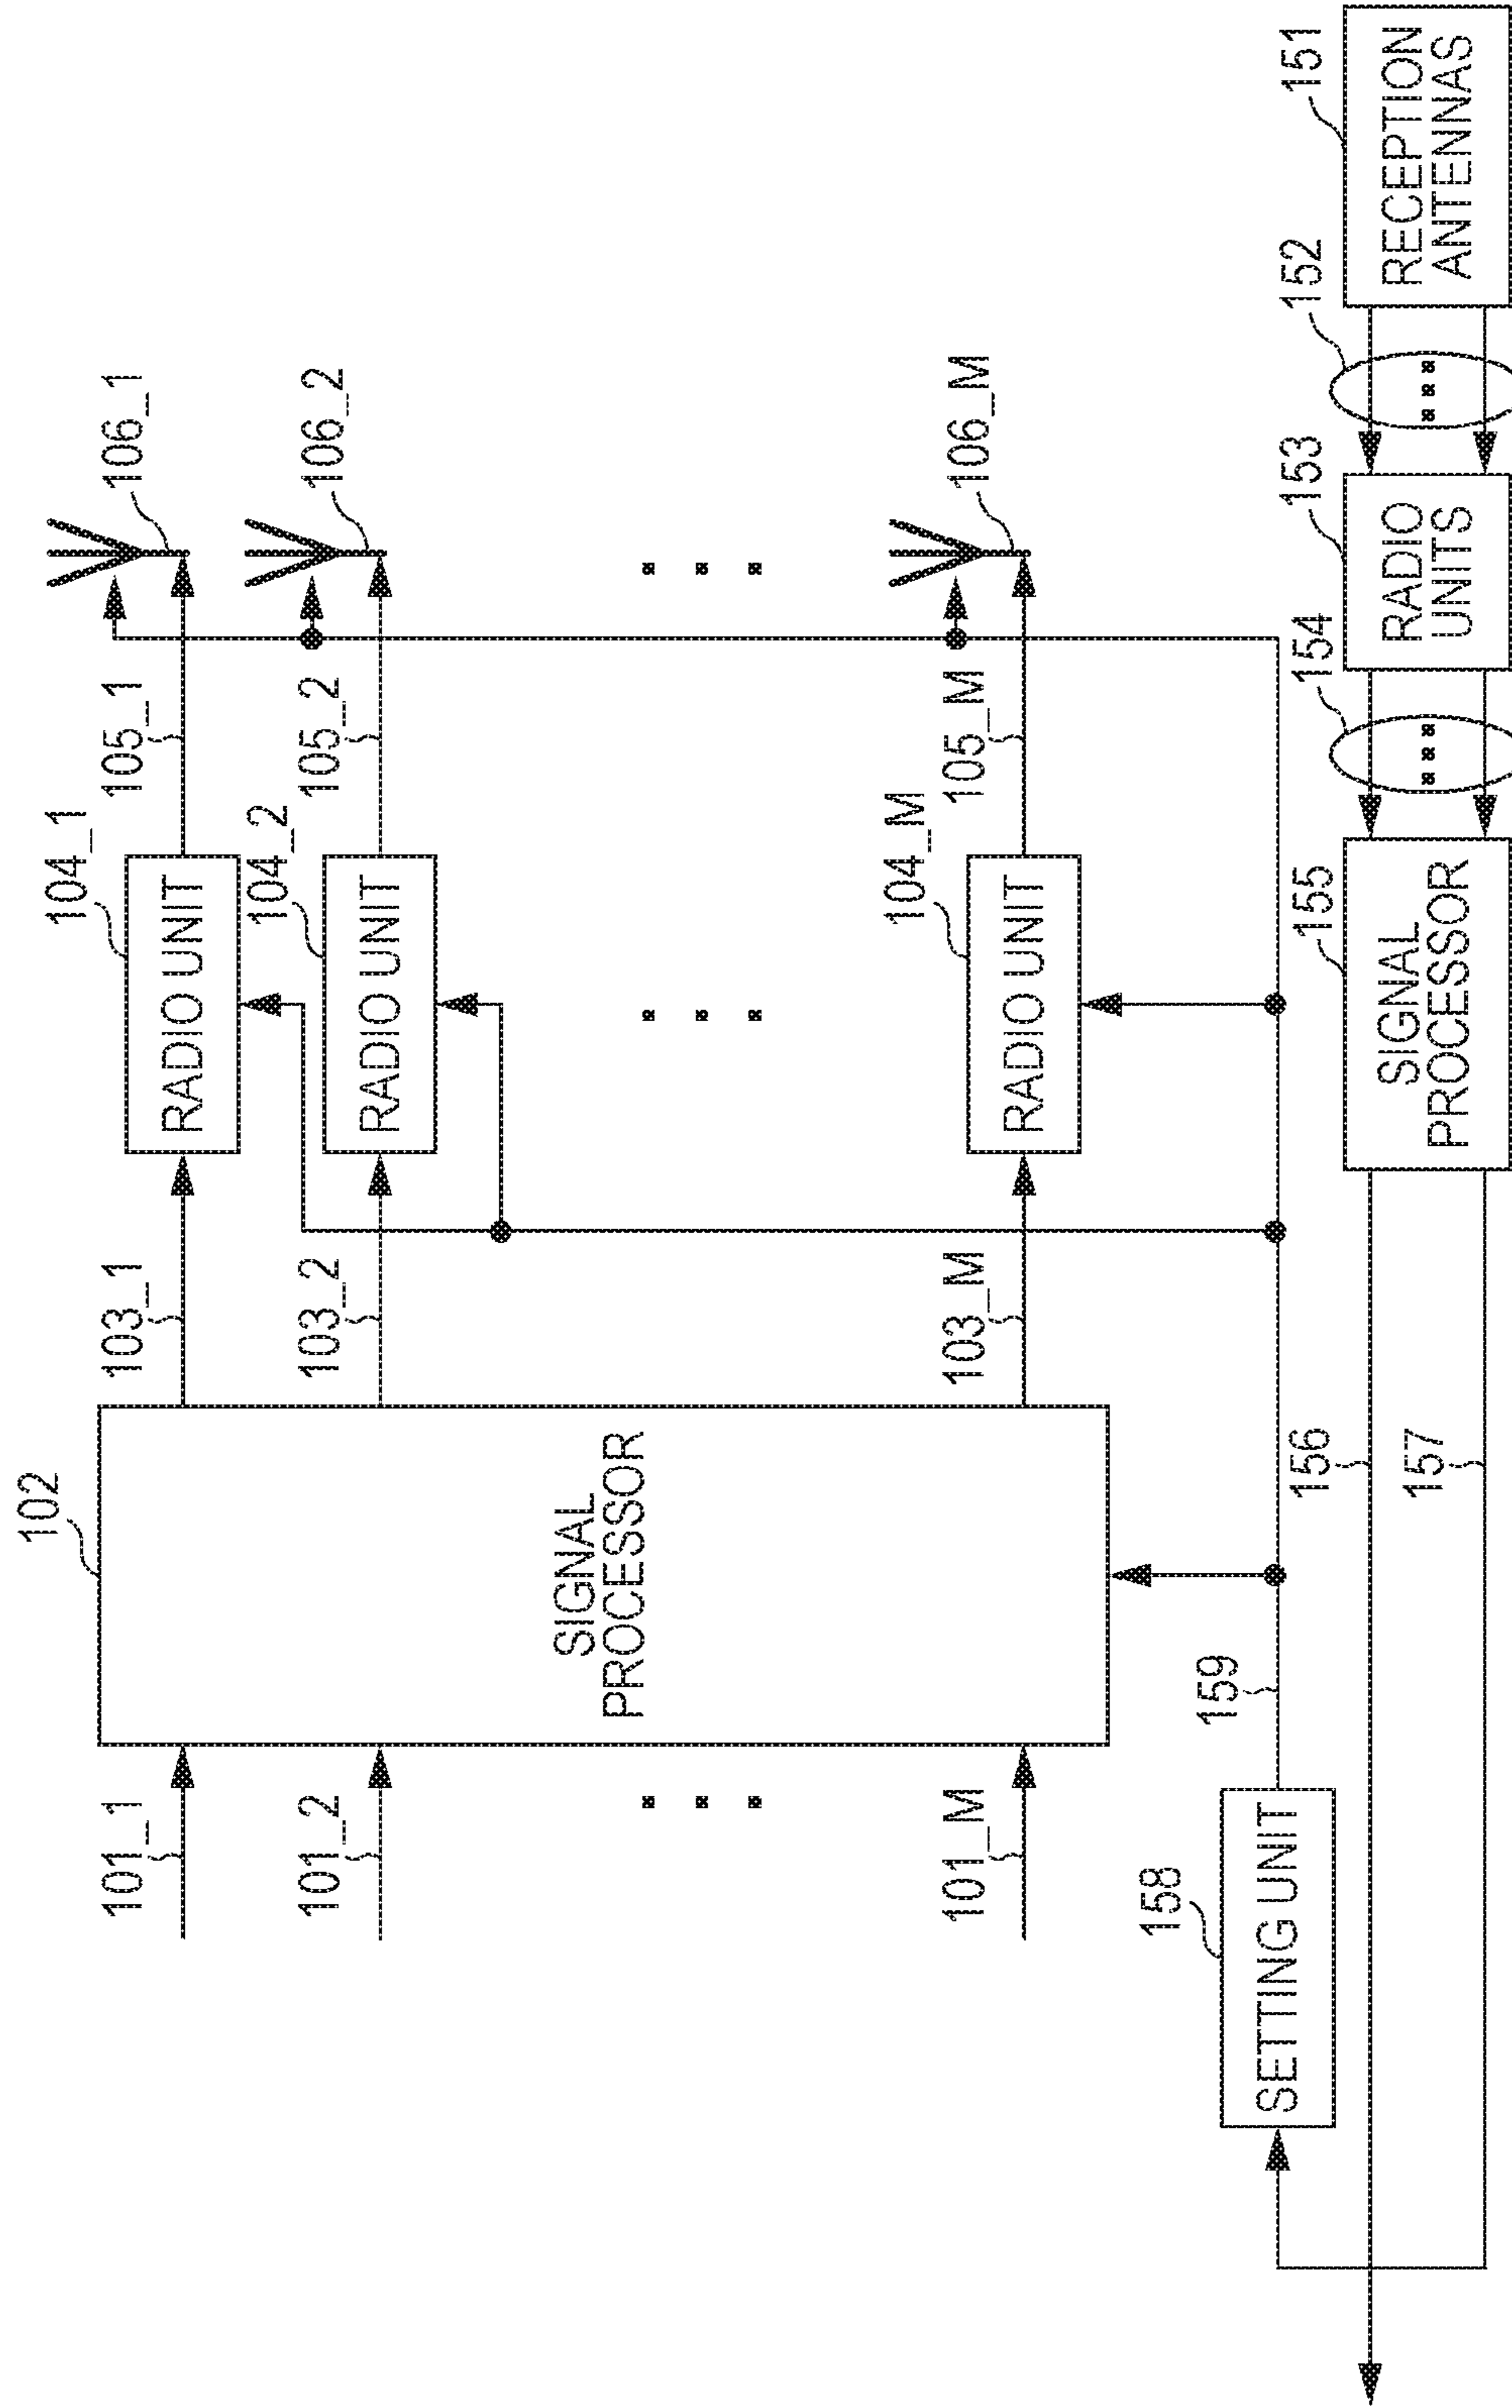 102
101_1
103_1
104_1
RADIO UNIT
105_1
106_1
101_2
103_2
104_2
RADIO UNIT
105_2
106_2
SIGNAL
PROCESSOR
101_M
103_M
104_M
RADIO UNIT
105_M
106_M
158
SETTING UNIT
159
156
157
155
SIGNAL
PROCESSOR
154
153
RADIO
UNITS
152
151
RECEPTION
ANTENNAS